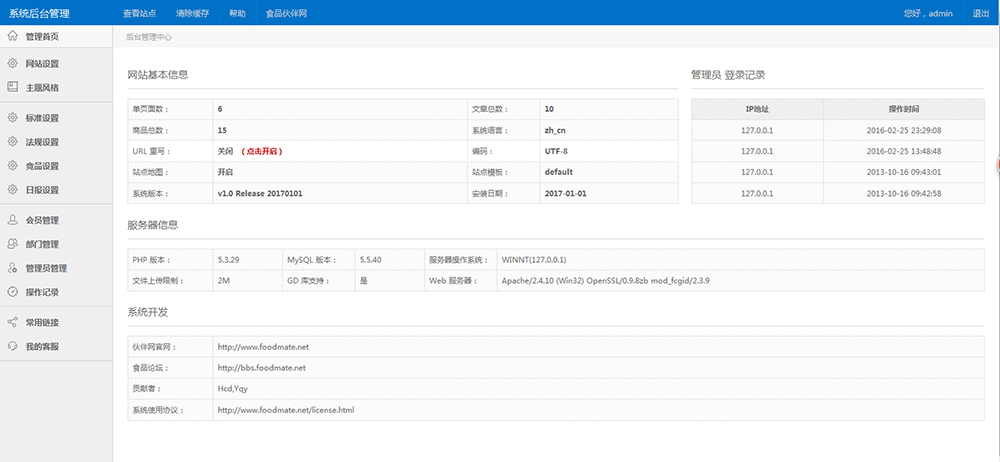 系统后台管理 查看站点 清除缓存 帮助 食品伙伴网 您好，admin 退出
管理首页
网站设置
主题风格
标准设置
法规设置
竞品设置
日报设置
会员管理
部门管理
管理员管理
操作记录
常用链接
我的客服
后台管理中心
网站基本信息
单页面数： 6 文章总数： 10
商品总数： 15 系统语言： zh_cn
URL 重写： 关闭 （点击开启） 编码： UTF-8
站点地图： 开启 站点模板： default
系统版本： v1.0 Release 20170101 安装日期： 2017-01-01
管理员 登录记录
IP地址 操作时间
127.0.0.1 2016-02-25 23:29:08
127.0.0.1 2016-02-25 13:48:48
127.0.0.1 2013-10-16 09:43:01
127.0.0.1 2013-10-16 09:42:58
服务器信息
PHP 版本： 5.3.29 MySQL 版本： 5.5.40 服务器操作系统： WINNT(127.0.0.1)
文件上传限制： 2M GD 库支持： 是 Web 服务器： Apache/2.4.10 (Win32) OpenSSL/0.9.8zb mod_fcgid/2.3.9
系统开发
伙伴网官网： http://www.foodmate.net
食品论坛： http://bbs.foodmate.net
贡献者： Hcd,Yqy
系统使用协议： http://www.foodmate.net/license.html